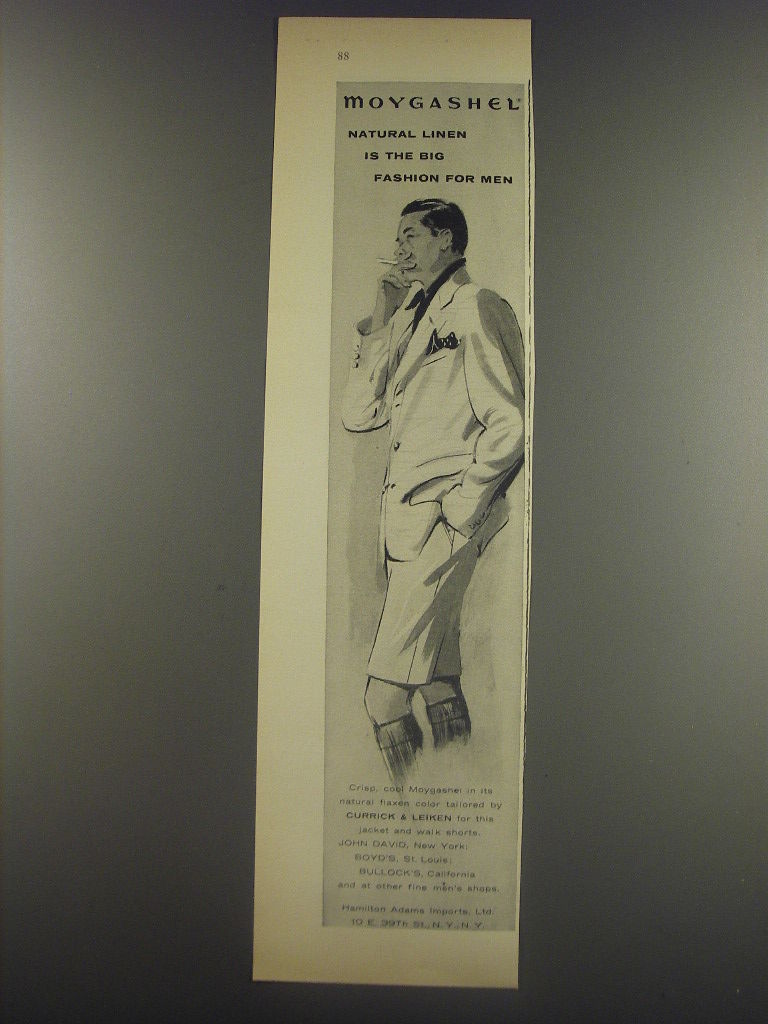 88
MOYGASHEL
NATURAL LINEN
IS THE BIG
FASHION FOR MEN
Crisp, cool Moygashel in its
natural flaxen color tailored by
CURRICK & LEIKEN for this
jacket and walk shorts.
JOHN DAVID, New York;
BOYD'S, St. Louis;
BULLOCK'S, California
and at other fine men's shops.
Hamilton Adams Imports, Ltd.
10 E. 39TH ST., N.Y., N.Y.